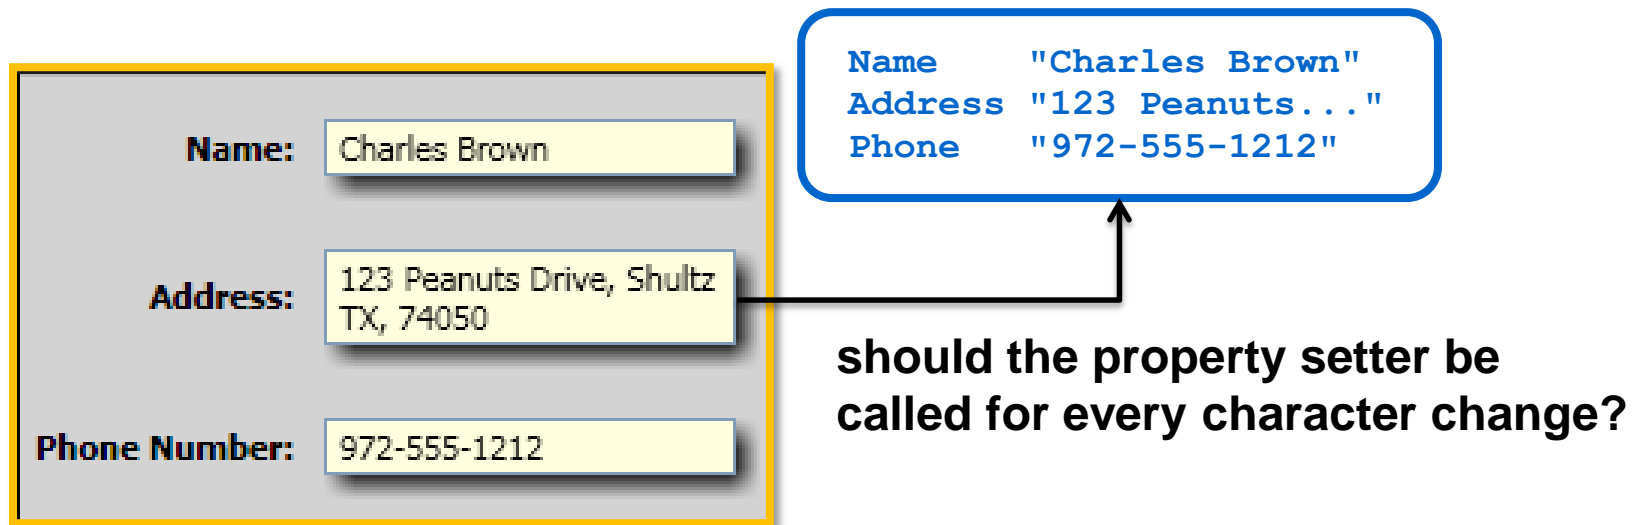 Name "Charles Brown"
Address "123 Peanuts..."
Phone "972-555-1212"
Name: Charles Brown
Address: 123 Peanuts Drive, Shultz
TX, 74050
Phone Number: 972-555-1212
should the property setter be
called for every character change?